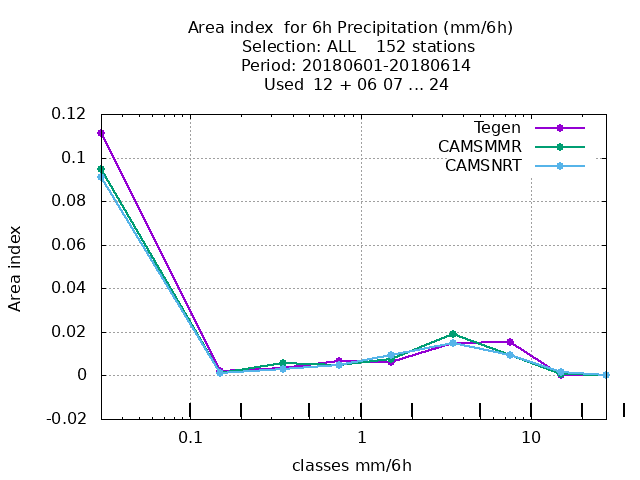 Area index  for 6h Precipitation (mm/6h)
Selection: ALL    152 stations
Period: 20180601-20180614
Used  12 + 06 07 ... 24
Tegen
CAMSMMR
CAMSNRT
0.12
0.1
0.08
0.06
0.04
0.02
0
-0.02
Area index
0.1
1
10
classes mm/6h